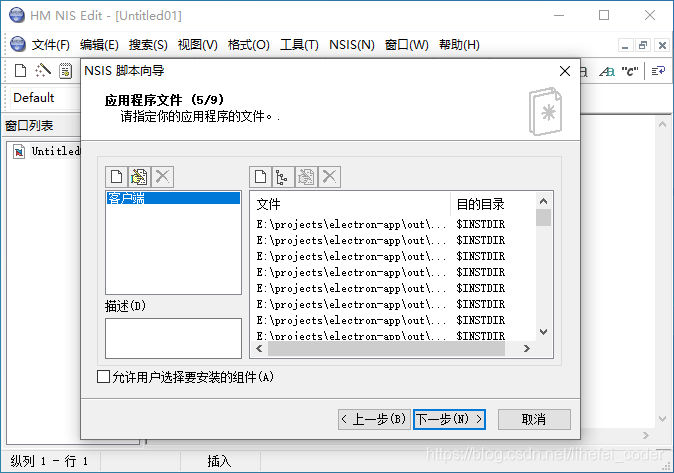 HM NIS Edit - [Untitled01]
文件(F) 编辑(E) 搜索(S) 视图(V) 格式(O) 工具(T) NSIS(N) 窗口(W) 帮助(H)
"C"
Default
窗口列表
Untitled
NSIS 脚本向导
应用程序文件 (5/9)
请指定你的应用程序的文件。.
客户端
描述(D)
文件 目的目录
E:\projects\electron-app\out\... $INSTDIR
E:\projects\electron-app\out\... $INSTDIR
E:\projects\electron-app\out\... $INSTDIR
E:\projects\electron-app\out\... $INSTDIR
E:\projects\electron-app\out\... $INSTDIR
E:\projects\electron-app\out\... $INSTDIR
E:\projects\electron-app\out\... $INSTDIR
E:\projects\electron-app\out\... $INSTDIR
允许用户选择要安装的组件(A)
< 上一步(B) 下一步(N) > 取消
纵列 1 - 行 1 插入
https://blog.csdn.net/lihefei_coder